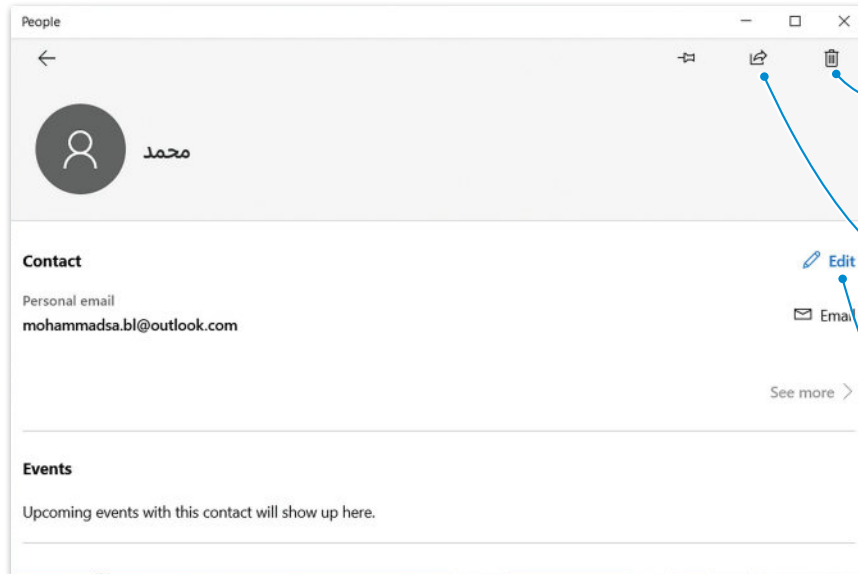 People
محمد
Contact
Edit
Personal email
mohammadsa.bl@outlook.com
Email
See more
Events
Upcoming events with this contact will show up here.